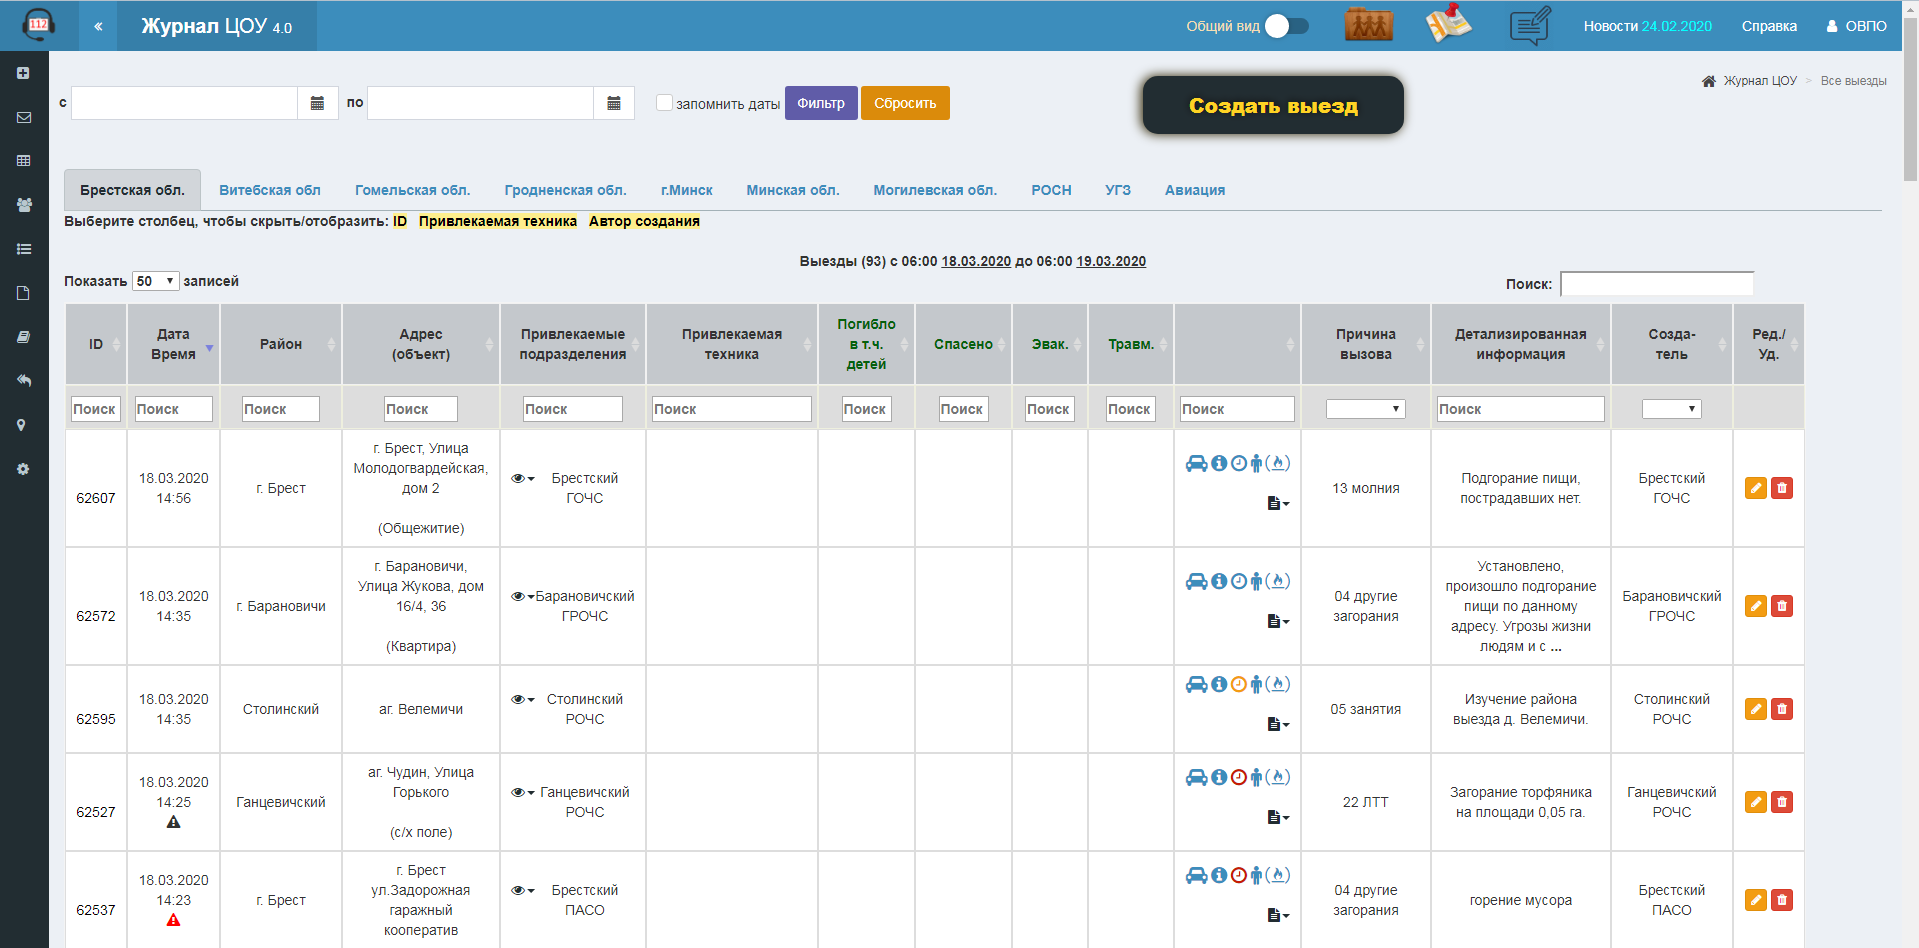 112
«
Журнал ЦОУ 4.0
Общий вид
Новости 24.02.2020
Справка
ОВПО
Журнал ЦОУ > Все выезды
с
по
запомнить даты
Фильтр
Сбросить
Создать выезд
Брестская обл.
Витебская обл
Гомельская обл.
Гродненская обл.
г.Минск
Минская обл.
Могилевская обл.
РОСН
УГЗ
Авиация
Выберите столбец, чтобы скрыть/отобразить: ID Привлекаемая техника Автор создания
Выезды (93) с 06:00 18.03.2020 до 06:00 19.03.2020
Показать 50 записей
Поиск:
ID
Дата
Время
Район
Адрес
(объект)
Привлекаемые
подразделения
Привлекаемая
техника
Погибло
в т.ч.
детей
Спасено
Эвак.
Травм.
Причина
вызова
Детализированная
информация
Созда-
тель
Ред./
Уд.
Поиск
Поиск
Поиск
Поиск
Поиск
Поиск
Поиск
Поиск
Поиск
Поиск
Поиск
Поиск
62607
18.03.2020
14:56
г. Брест
г. Брест, Улица
Молодогвардейская,
дом 2
(Общежитие)
Брестский
ГОЧС
13 молния
Подгорание пищи,
пострадавших нет.
Брестский
ГОЧС
62572
18.03.2020
14:35
г. Барановичи
г. Барановичи,
Улица Жукова, дом
16/4, 36
(Квартира)
Барановичский
ГРОЧС
04 другие
загорания
Установлено,
произошло подгорание
пищи по данному
адресу. Угрозы жизни
людям и с ...
Барановичский
ГРОЧС
62595
18.03.2020
14:35
Столинский
аг. Велемичи
Столинский
РОЧС
05 занятия
Изучение района
выезда д. Велемичи.
Столинский
РОЧС
62527
18.03.2020
14:25
Ганцевичский
аг. Чудин, Улица
Горького
(с/х поле)
Ганцевичский
РОЧС
22 ЛТТ
Загорание торфяника
на площади 0,05 га.
Ганцевичский
РОЧС
62537
18.03.2020
14:23
г. Брест
г. Брест
ул.Задорожная
гаражный
кооператив
Брестский
ПАСО
04 другие
загорания
горение мусора
Брестский
ПАСО